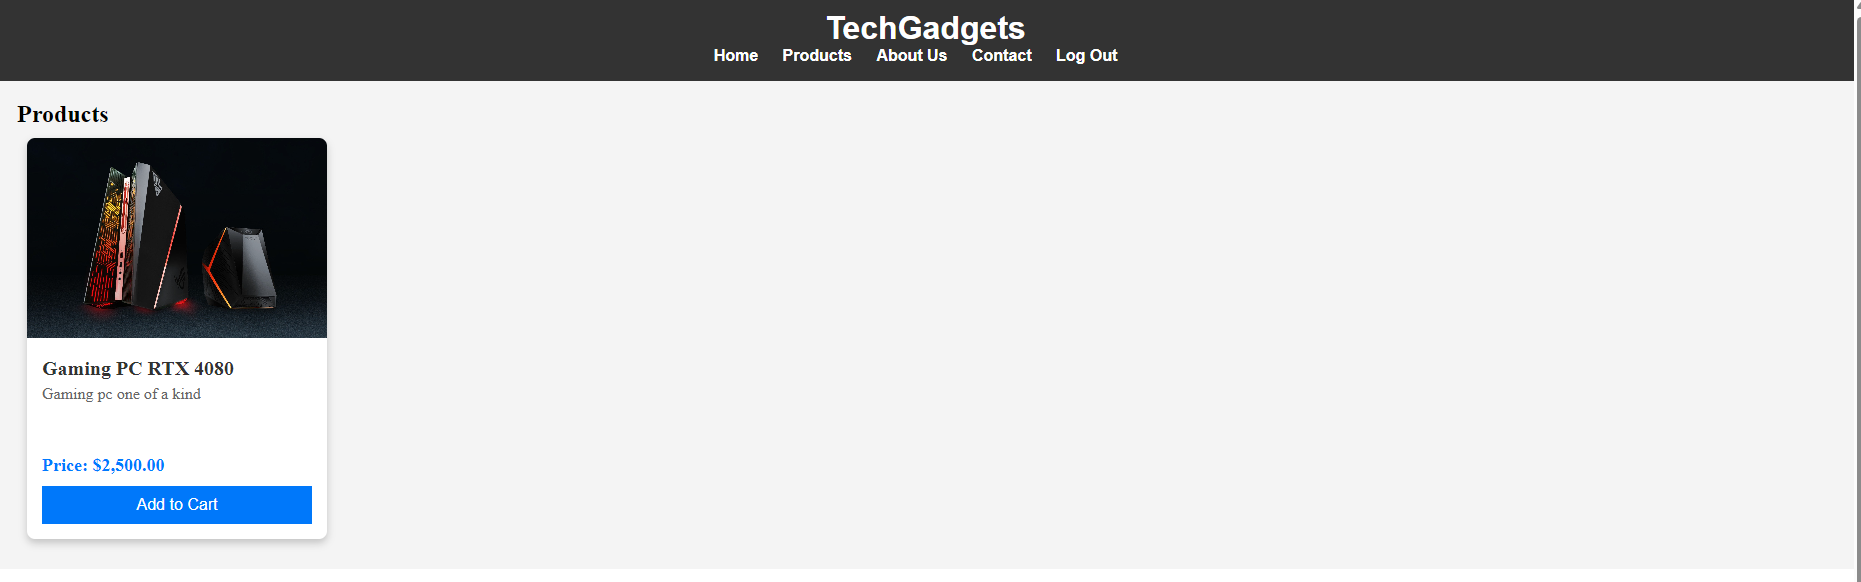 TechGadgets
Home Products About Us Contact Log Out
Products
Gaming PC RTX 4080
Gaming pc one of a kind
Price: $2,500.00
Add to Cart